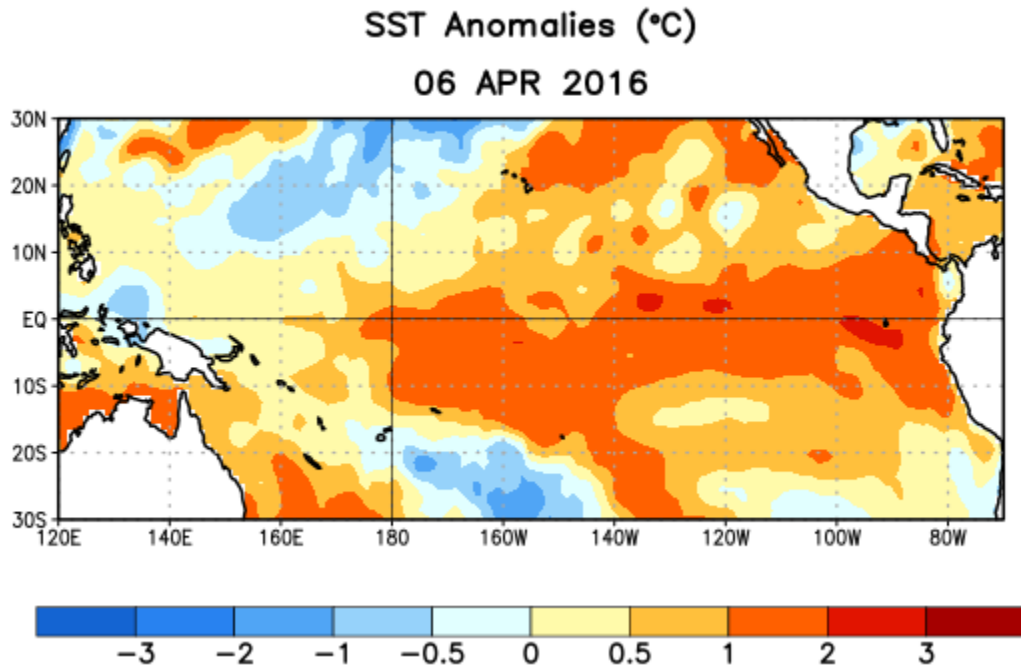 SST Anomalies (°C)
06 APR 2016
30N
20N
10N
EQ
10S
20S
30S
120E 140E 160E 180 160W 140W 120W 100W 80W
−3 −2 −1 −0.5 0 0.5 1 2 3